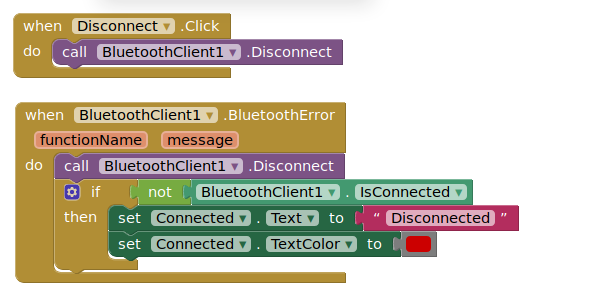 when Disconnect ▾ .Click
do call BluetoothClient1 ▾ .Disconnect
when BluetoothClient1 ▾ .BluetoothError
functionName message
do call BluetoothClient1 ▾ .Disconnect
if not BluetoothClient1 ▾ . IsConnected ▾
then set Connected ▾ . Text ▾ to “ Disconnected ”
set Connected ▾ . TextColor ▾ to